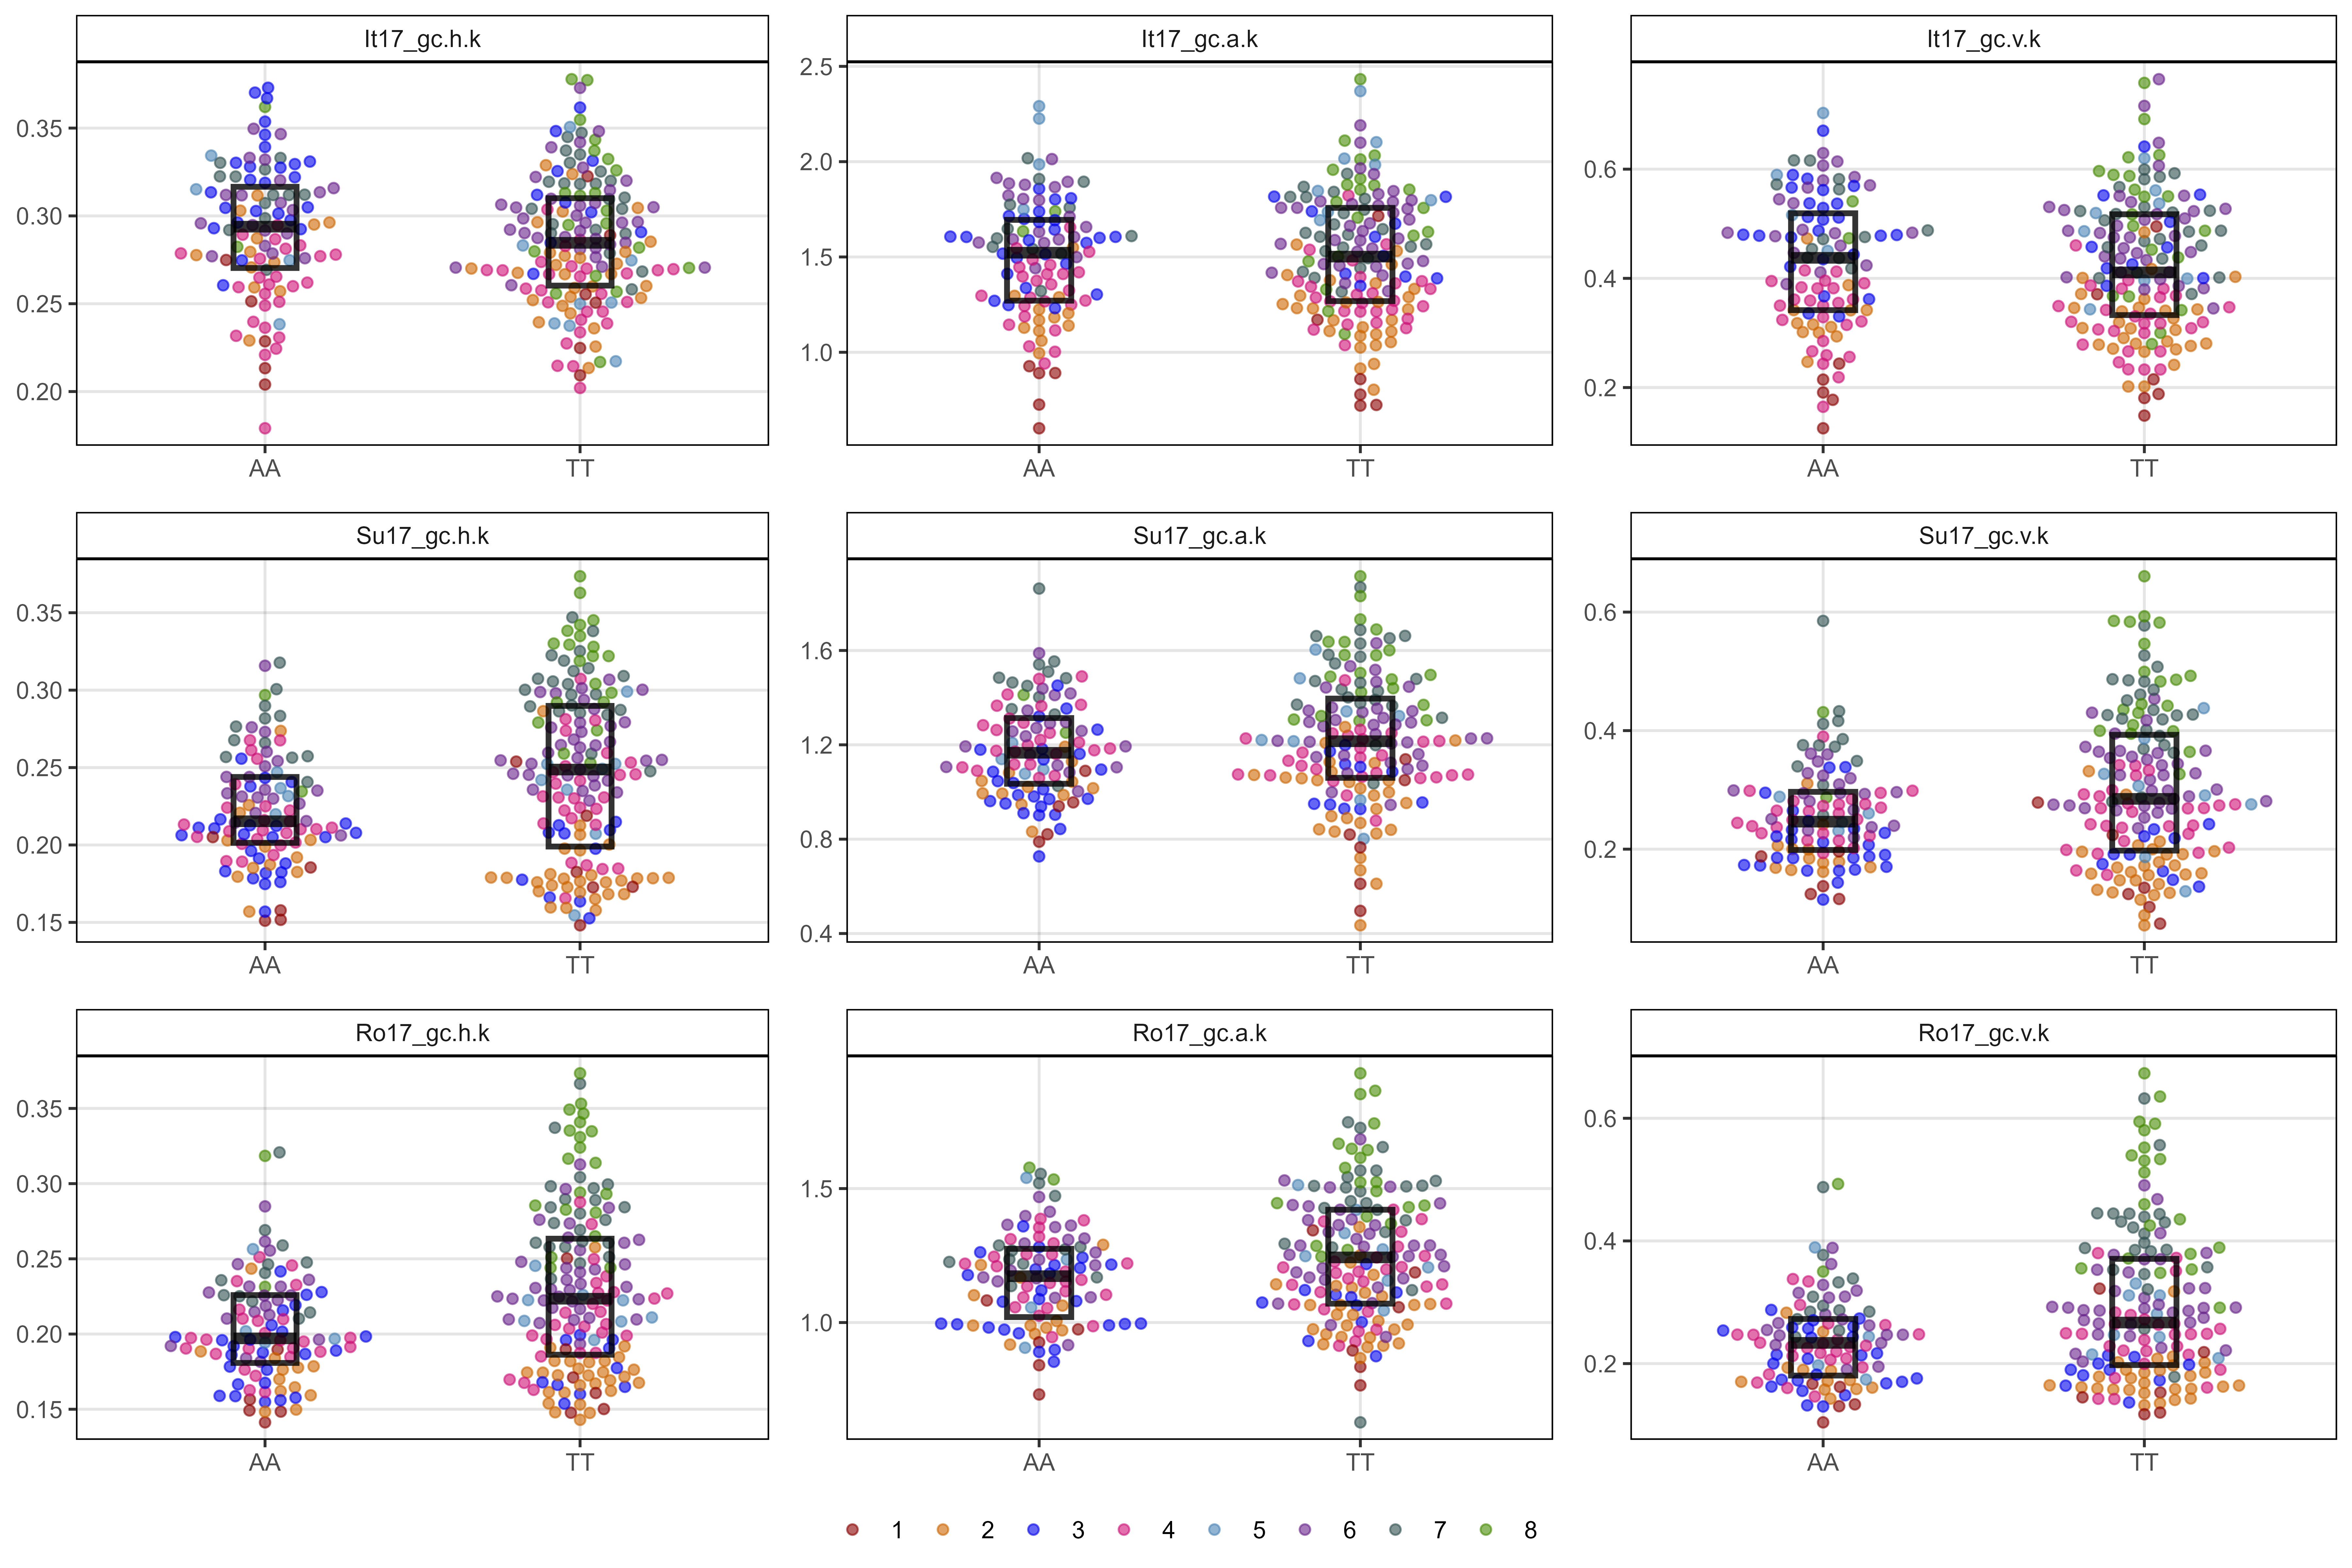 It17_gc.h.k
It17_gc.a.k
It17_gc.v.k
0.35
0.30
0.25
0.20
AA
TT
2.5
2.0
1.5
1.0
AA
TT
0.6
0.4
0.2
AA
TT
Su17_gc.h.k
Su17_gc.a.k
Su17_gc.v.k
0.35
0.30
0.25
0.20
0.15
AA
TT
1.6
1.2
0.8
0.4
AA
TT
0.6
0.4
0.2
AA
TT
Ro17_gc.h.k
Ro17_gc.a.k
Ro17_gc.v.k
0.35
0.30
0.25
0.20
0.15
AA
TT
1.5
1.0
AA
TT
0.6
0.4
0.2
AA
TT
1 2 3 4 5 6 7 8